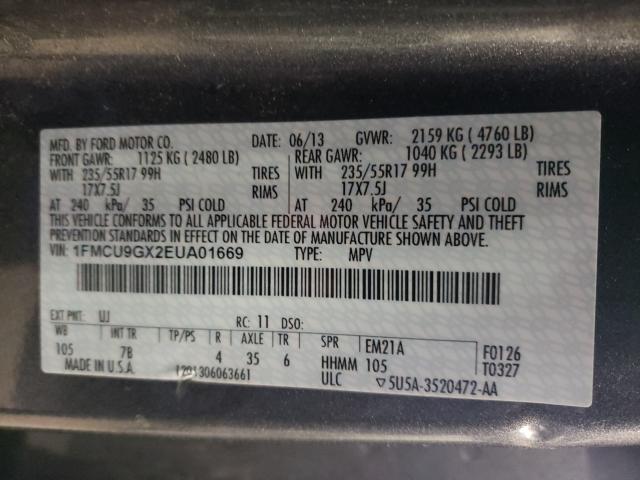 MFD. BY FORD MOTOR CO. DATE: 06/13 GVWR: 2159 KG ( 4760 LB)
FRONT GAWR: 1125 KG ( 2480 LB) REAR GAWR: 1040 KG ( 2293 LB)
WITH 235/55R17 99H TIRES WITH 235/55R17 99H TIRES
17X7.5J RIMS 17X7.5J RIMS
AT 240 kPa/ 35 PSI COLD AT 240 kPa/ 35 PSI COLD
THIS VEHICLE CONFORMS TO ALL APPLICABLE FEDERAL MOTOR VEHICLE SAFETY AND THEFT
PREVENTION STANDARDS IN EFFECT ON THE DATE OF MANUFACTURE SHOWN ABOVE.
VIN: 1FMCU9GX2EUA01669 TYPE: MPV
EXT PNT: UJ RC: 11 DSO:
WB INT TR TP/PS R AXLE TR SPR EM21A F0126
105 7B 4 35 6 HHMM 105 T0327
MADE IN U.S.A. 1201306063661 ULC ▽5U5A-3520472-AA